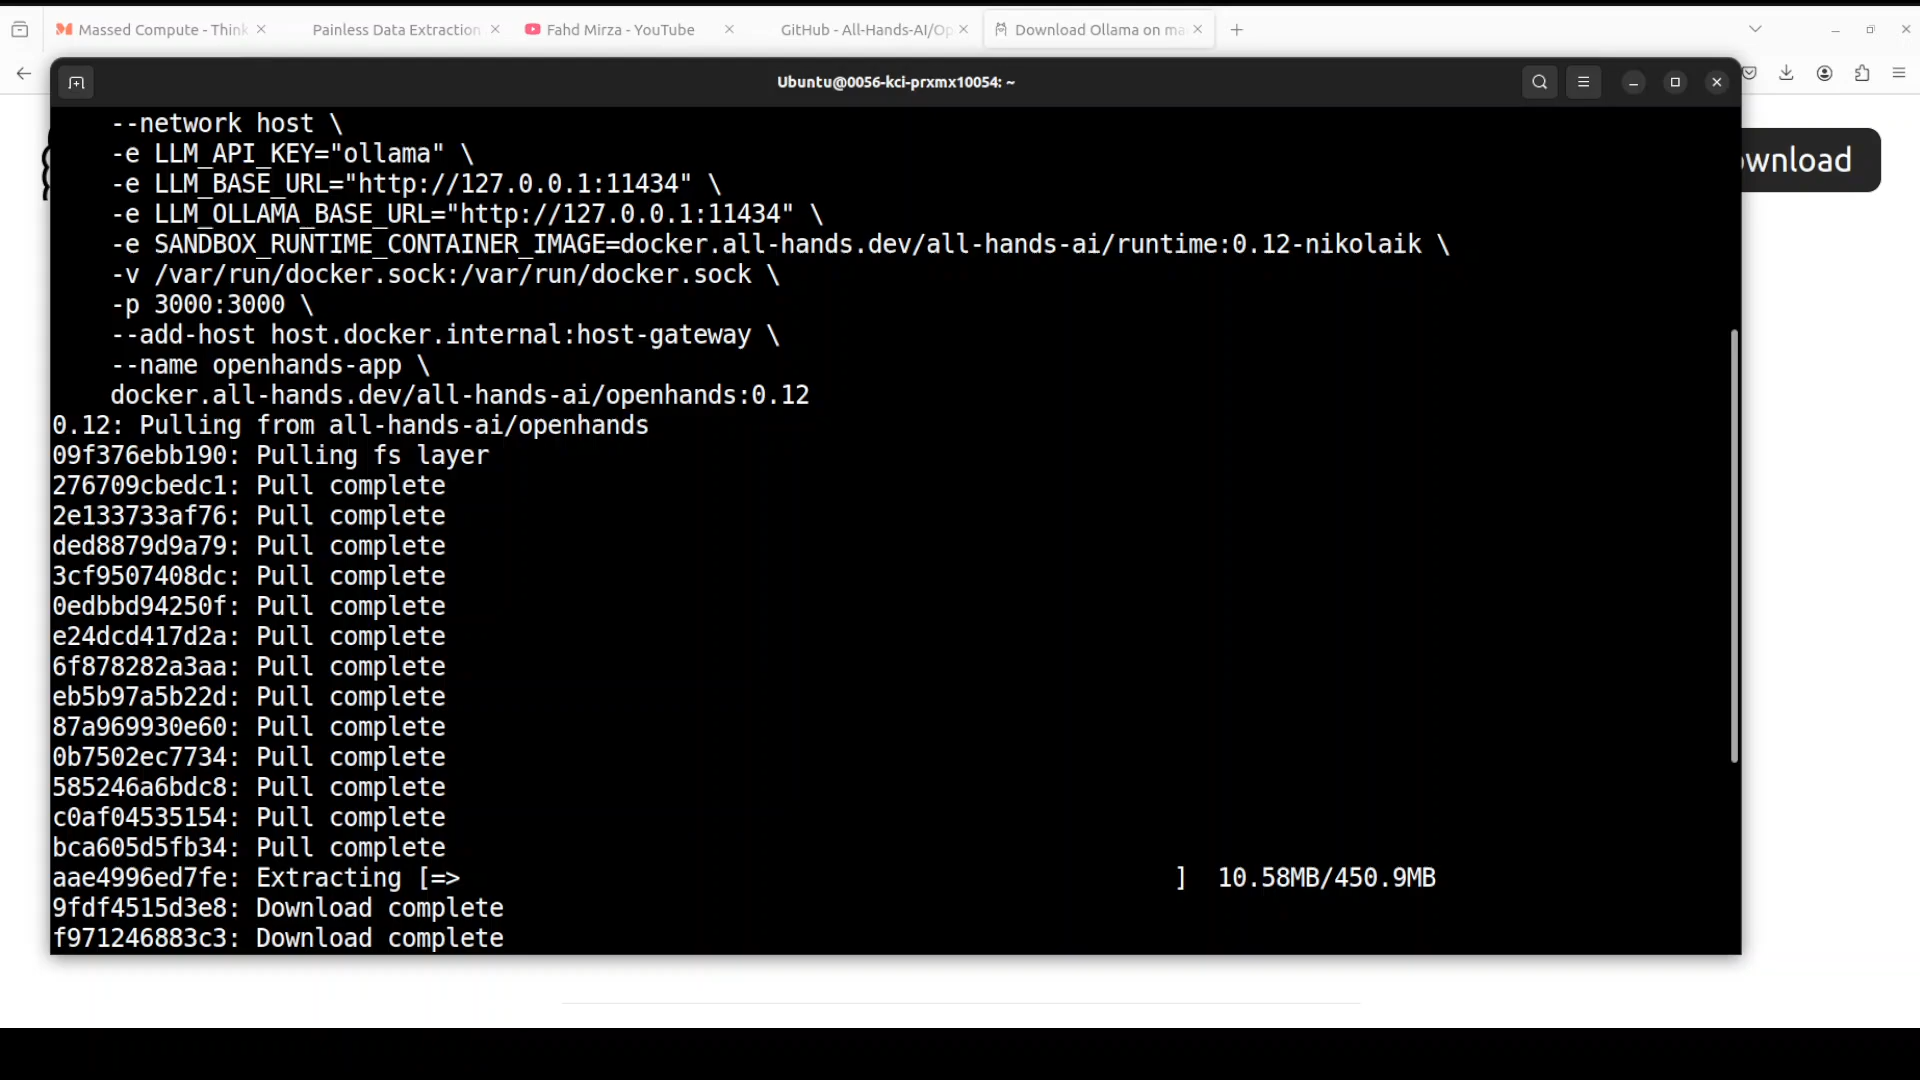 Massed Compute - Think
Painless Data Extraction
Fahd Mirza - YouTube
GitHub - All-Hands-AI/Op
Download Ollama on ma
Ubuntu@0056-kci-prxmx10054: ~
ownload
--network host \
-e LLM_API_KEY="ollama" \
-e LLM_BASE_URL="http://127.0.0.1:11434" \
-e LLM_OLLAMA_BASE_URL="http://127.0.0.1:11434" \
-e SANDBOX_RUNTIME_CONTAINER_IMAGE=docker.all-hands.dev/all-hands-ai/runtime:0.12-nikolaik \
-v /var/run/docker.sock:/var/run/docker.sock \
-p 3000:3000 \
--add-host host.docker.internal:host-gateway \
--name openhands-app \
docker.all-hands.dev/all-hands-ai/openhands:0.12
0.12: Pulling from all-hands-ai/openhands
09f376ebb190: Pulling fs layer
276709cbedc1: Pull complete
2e133733af76: Pull complete
ded8879d9a79: Pull complete
3cf9507408dc: Pull complete
0edbbd94250f: Pull complete
e24dcd417d2a: Pull complete
6f878282a3aa: Pull complete
eb5b97a5b22d: Pull complete
87a969930e60: Pull complete
0b7502ec7734: Pull complete
585246a6bdc8: Pull complete
c0af04535154: Pull complete
bca605d5fb34: Pull complete
aae4996ed7fe: Extracting [=> ] 10.58MB/450.9MB
9fdf4515d3e8: Download complete
f971246883c3: Download complete